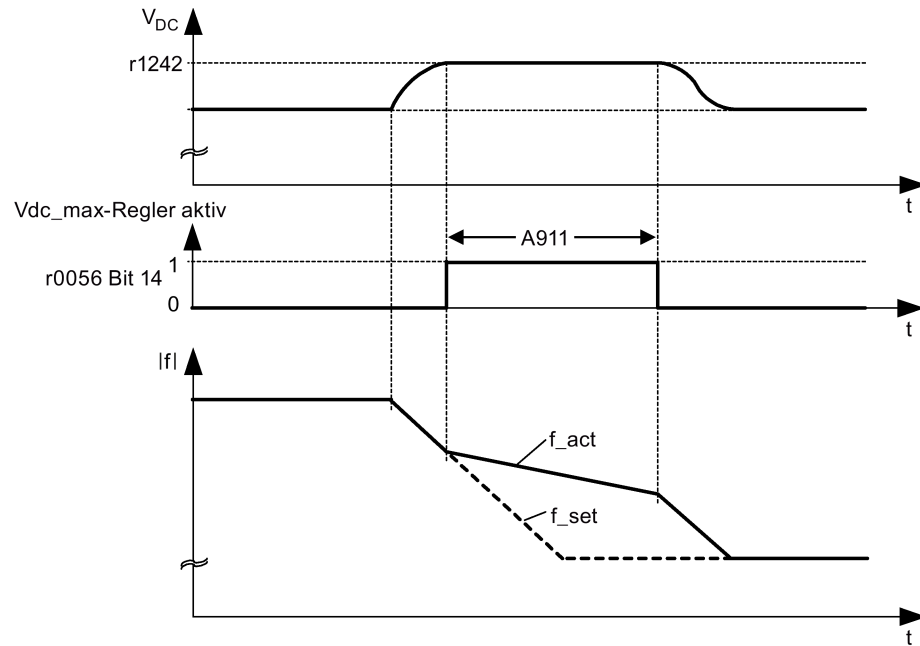 V_DC
r1242
t
Vdc_max-Regler aktiv
A911
1
r0056 Bit 14
0
t
|f|
f_act
f_set
t